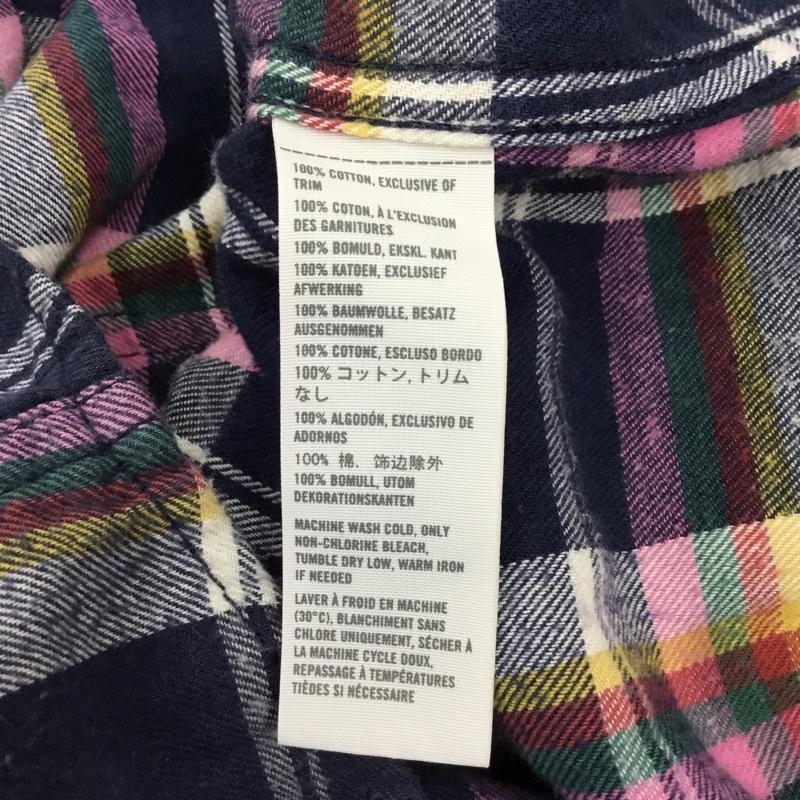 100% COTTON, EXCLUSIVE OF
TRIM
100% COTON, À L'EXCLUSION
DES GARNITURES
100% BOMULD, EKSKL. KANT
100% KATOEN, EXCLUSIEF
AFWERKING
100% BAUMWOLLE, BESATZ
AUSGENOMMEN
100% COTONE, ESCLUSO BORDO
100% コットン, トリム
なし
100% ALGODÓN, EXCLUSIVO DE
ADORNOS
100% 棉. 饰边除外
100% BOMULL, UTOM
DEKORATIONSKANTEN
MACHINE WASH COLD, ONLY
NON-CHLORINE BLEACH,
TUMBLE DRY LOW, WARM IRON
IF NEEDED
LAVER À FROID EN MACHINE
(30°C), BLANCHIMENT SANS
CHLORE UNIQUEMENT, SÉCHER À
LA MACHINE CYCLE DOUX,
REPASSAGE À TEMPÉRATURES
TIÈDES SI NÉCESSAIRE